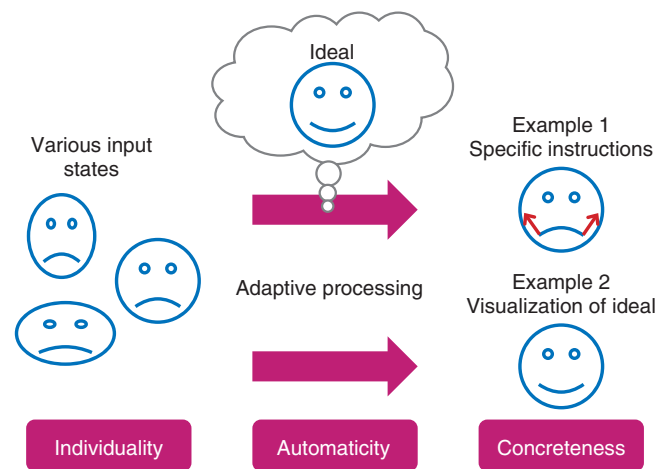 Ideal
Various input
states
Example 1
Specific instructions
Adaptive processing
Example 2
Visualization of ideal
Individuality
Automaticity
Concreteness